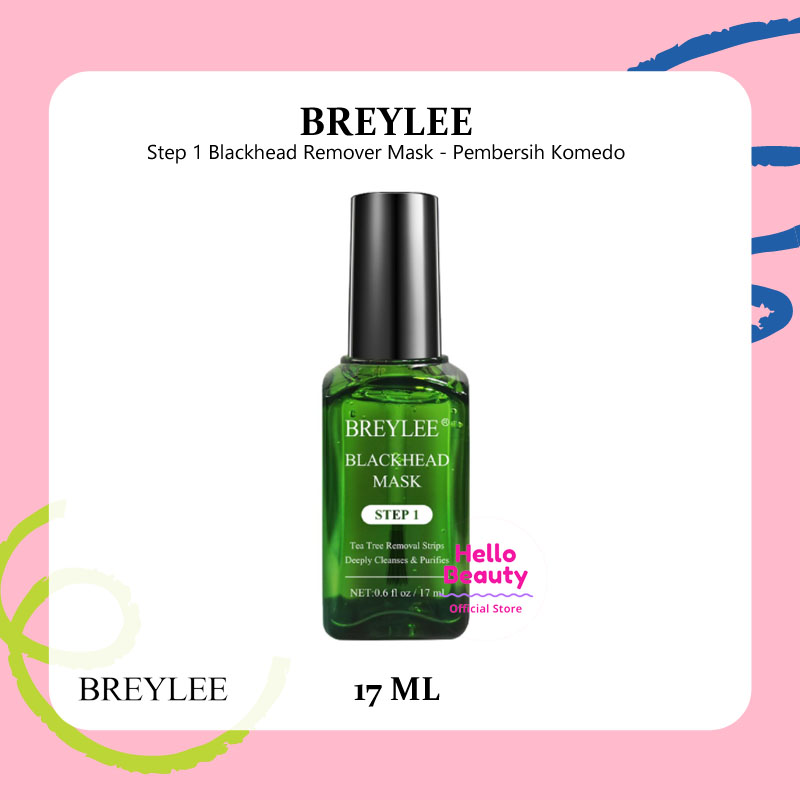 BREYLEE
Step 1 Blackhead Remover Mask - Pembersih Komedo
BREYLEE®
BLACKHEAD
MASK
STEP 1
Tea Tree Removal Strips
Deeply Cleanses & Purifies
NET:0.6 fl oz / 17 ml
Hello
Beauty
Official Store
BREYLEE
17 ML